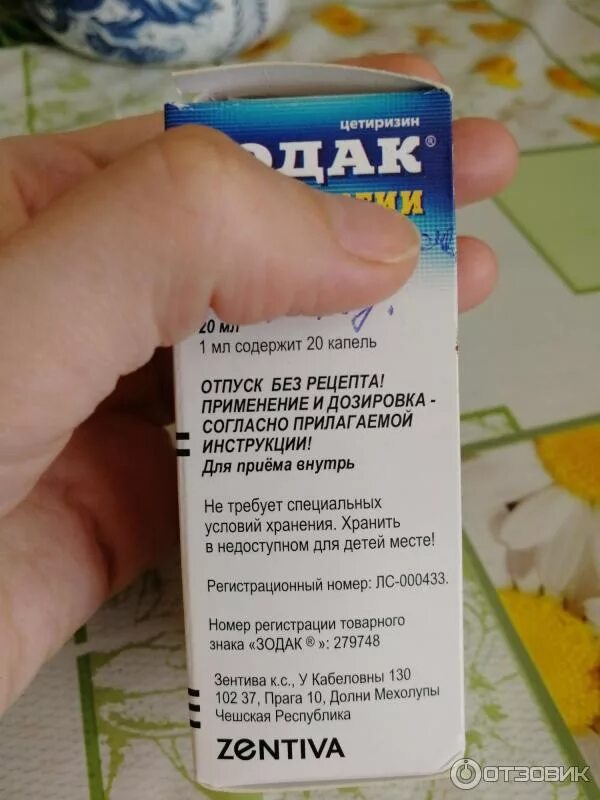 цетиризин
ОДАК®
20 мл
1 мл содержит 20 капель
ОТПУСК БЕЗ РЕЦЕПТА!
ПРИМЕНЕНИЕ И ДОЗИРОВКА -
СОГЛАСНО ПРИЛАГАЕМОЙ
ИНСТРУКЦИИ!
Для приёма внутрь
Не требует специальных
условий хранения. Хранить
в недоступном для детей месте!
Регистрационный номер: ЛС-000433.
Номер регистрации товарного
знака «ЗОДАК ®»: 279748
Зентива к.с., У Кабеловны 130
102 37, Прага 10, Долни Мехолупы
Чешская Республика
ZENTIVA
ОТЗОВИК